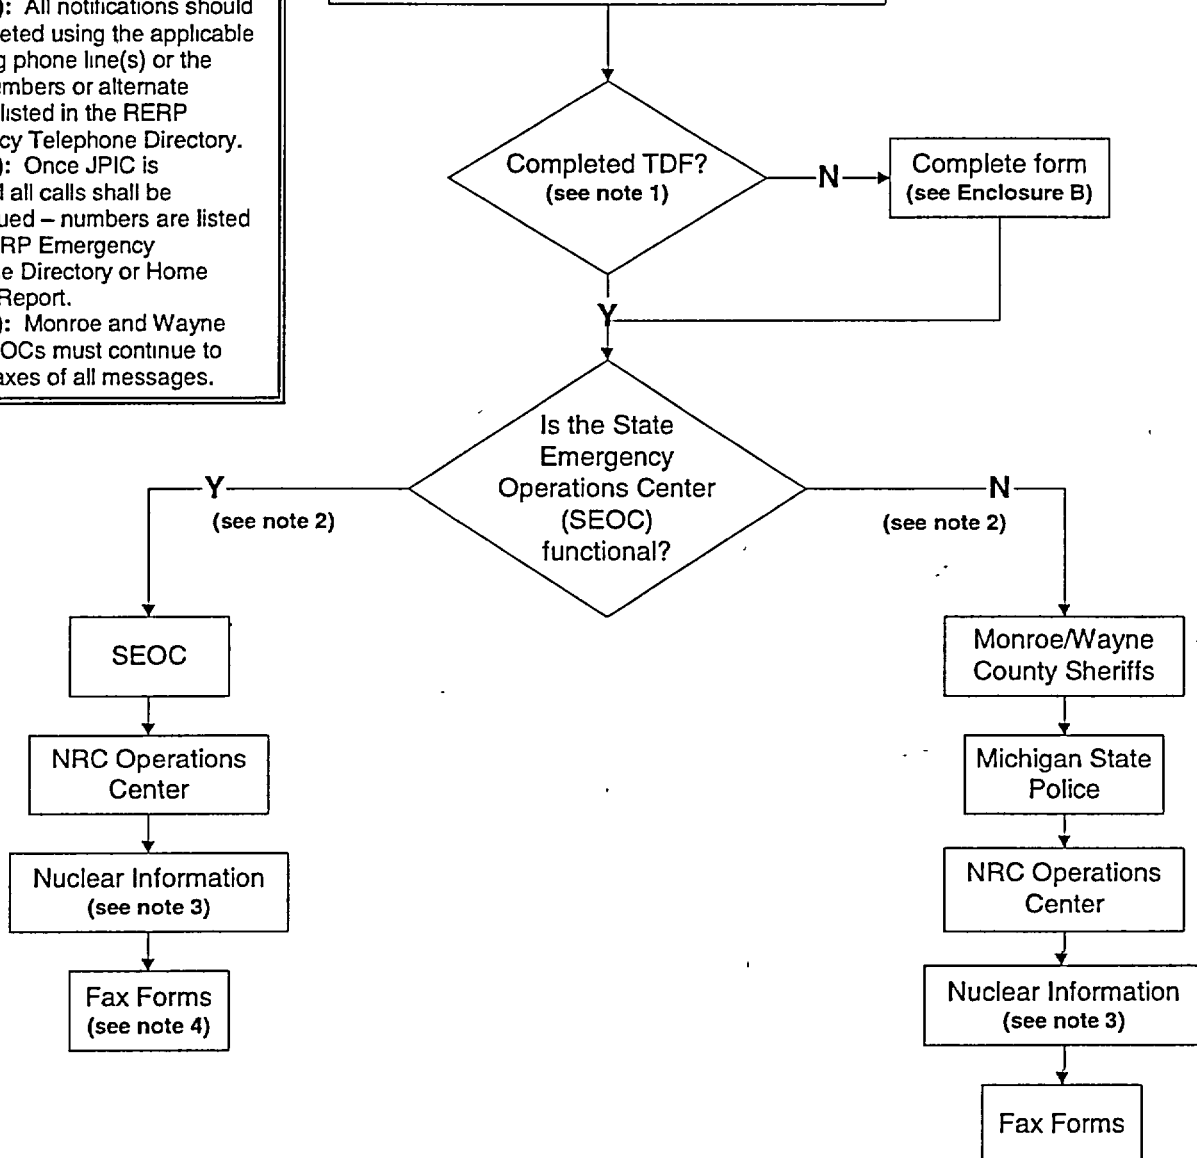 ): All notifications should
eted using the applicable
g phone line(s) or the
mbers or alternate
listed in the RERP
cy Telephone Directory.
): Once JPIC is
d all calls shall be
ued – numbers are listed
RP Emergency
e Directory or Home
Report.
): Monroe and Wayne
OCs must continue to
axes of all messages.
Completed TDF?
(see note 1)
N
Complete form
(see Enclosure B)
Y
Is the State
Emergency
Operations Center
(SEOC)
functional?
Y
(see note 2)
N
(see note 2)
SEOC
NRC Operations
Center
Nuclear Information
(see note 3)
Fax Forms
(see note 4)
Monroe/Wayne
County Sheriffs
Michigan State
Police
NRC Operations
Center
Nuclear Information
(see note 3)
Fax Forms